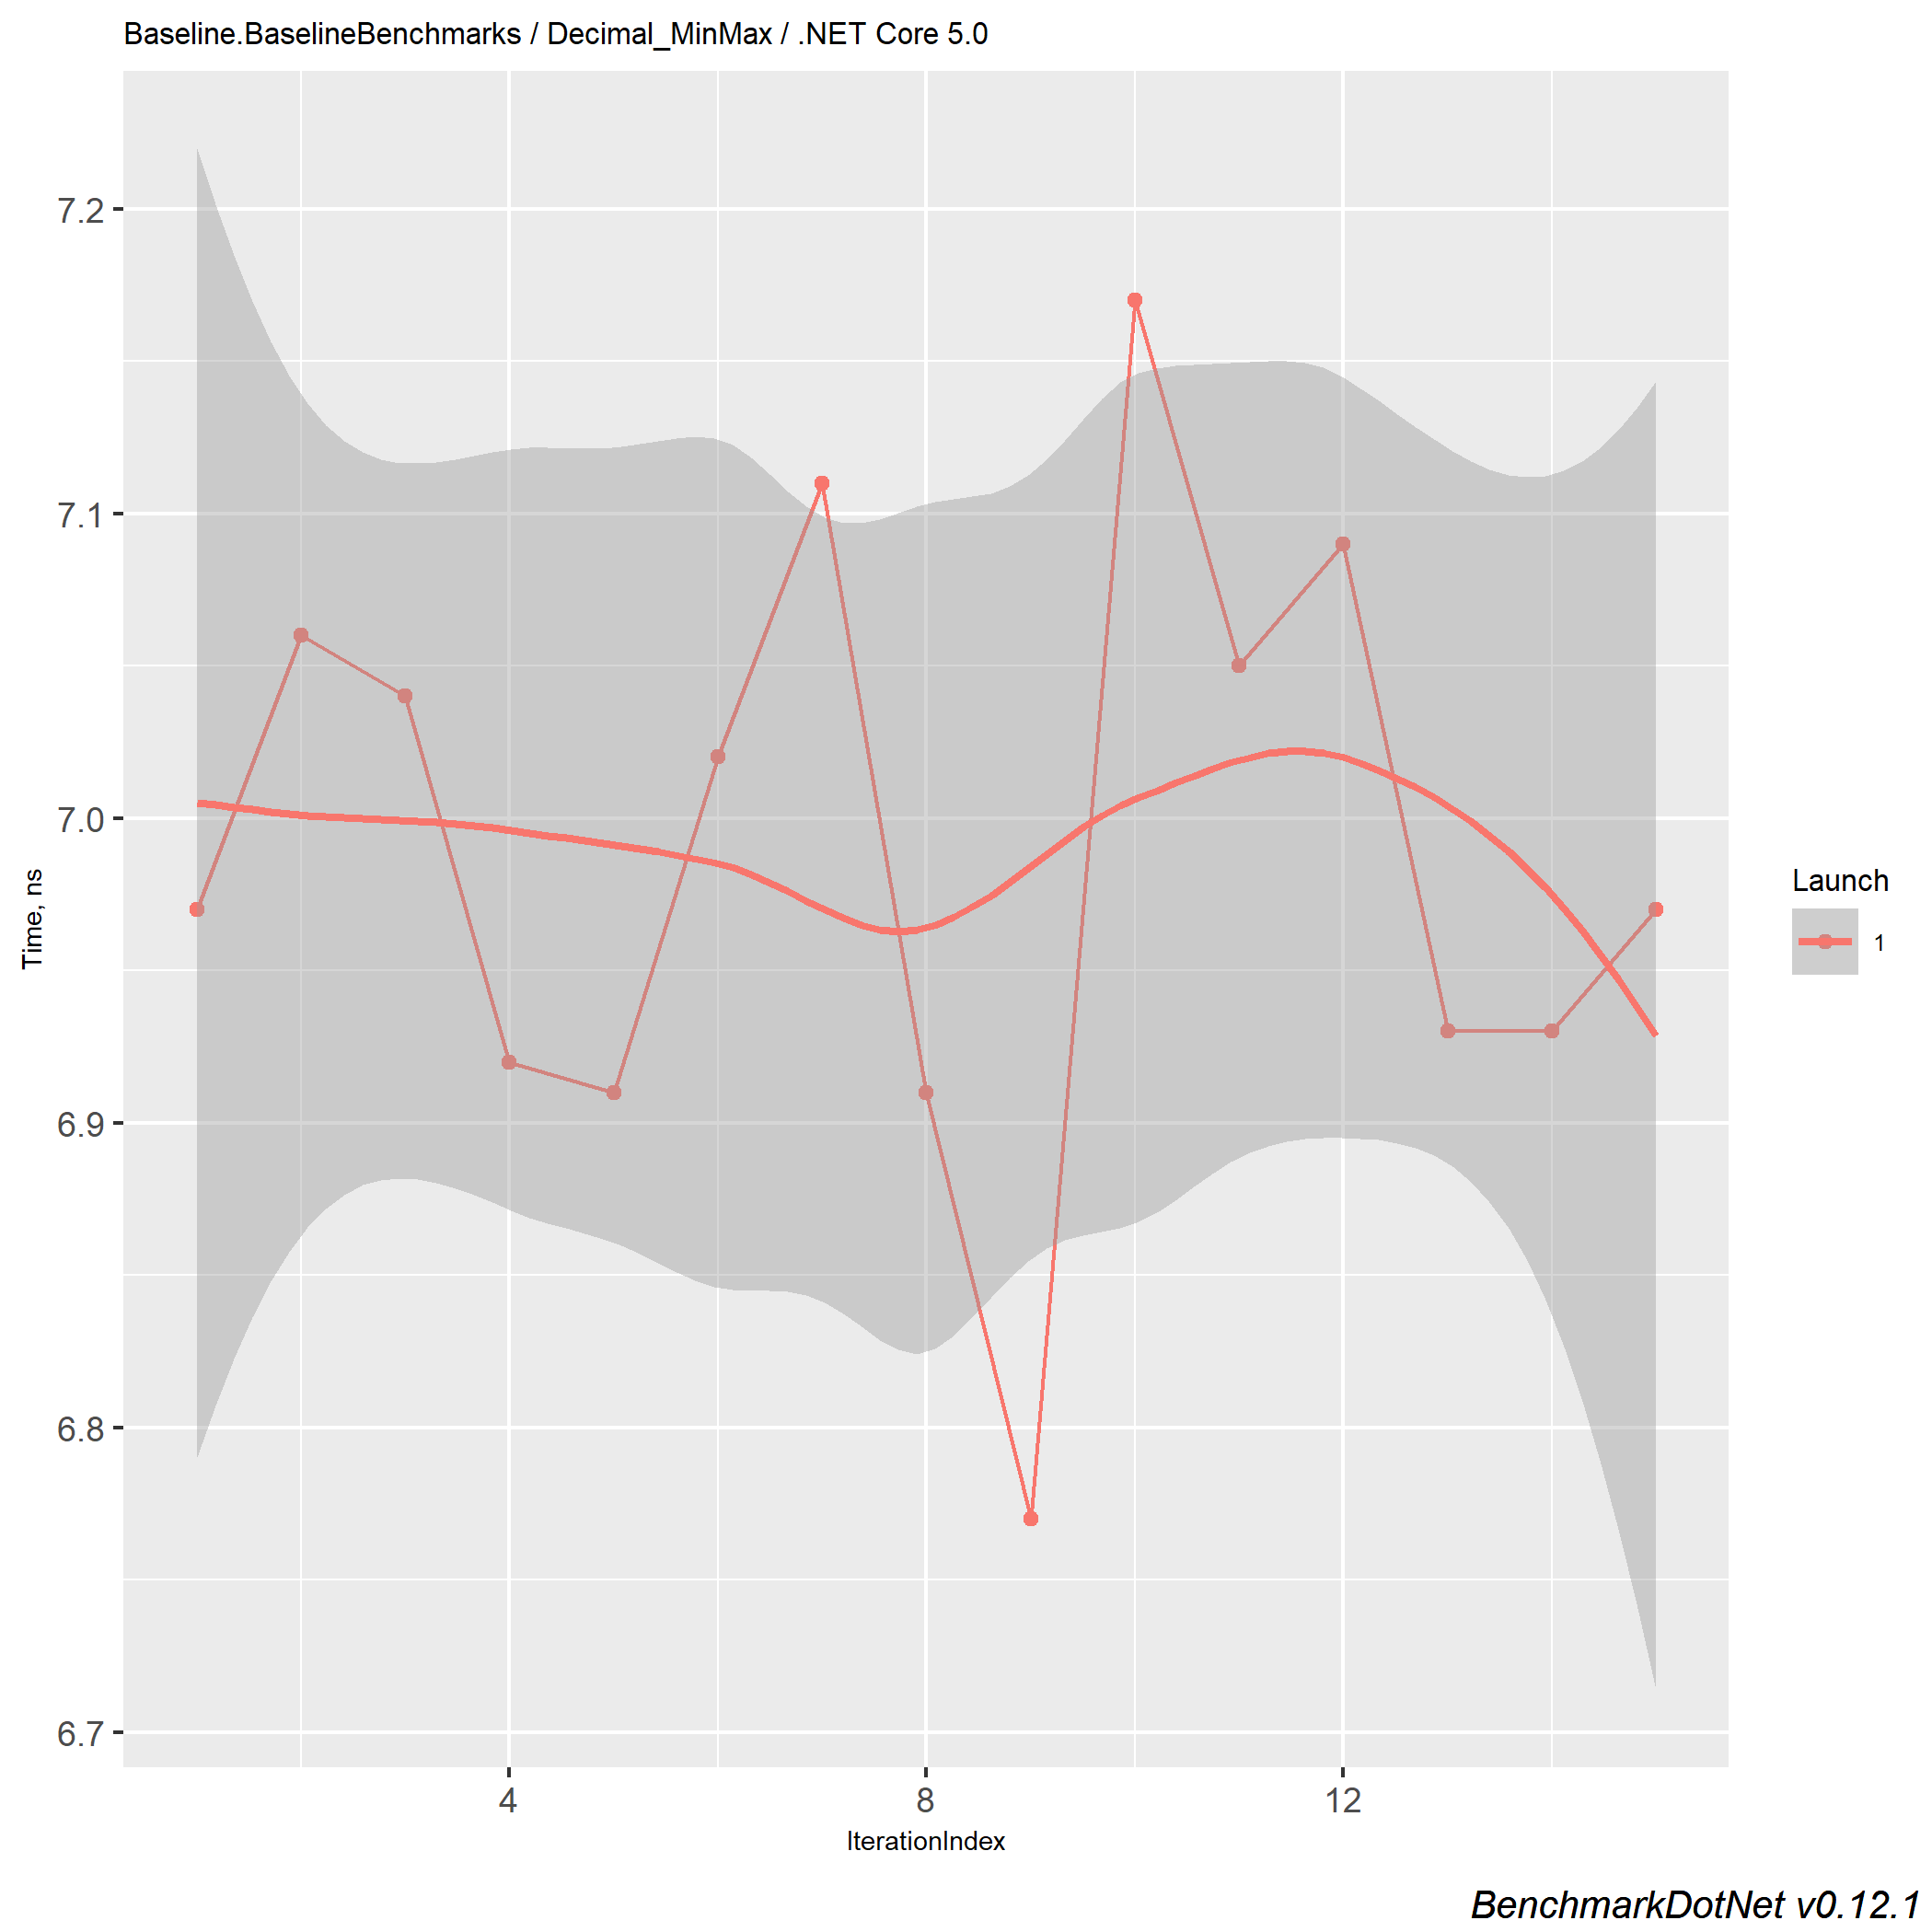 Baseline.BaselineBenchmarks / Decimal_MinMax / .NET Core 5.0
7.2
7.1
7.0
6.9
6.8
6.7
Time, ns
4 8 12
IterationIndex
Launch
1
BenchmarkDotNet v0.12.1